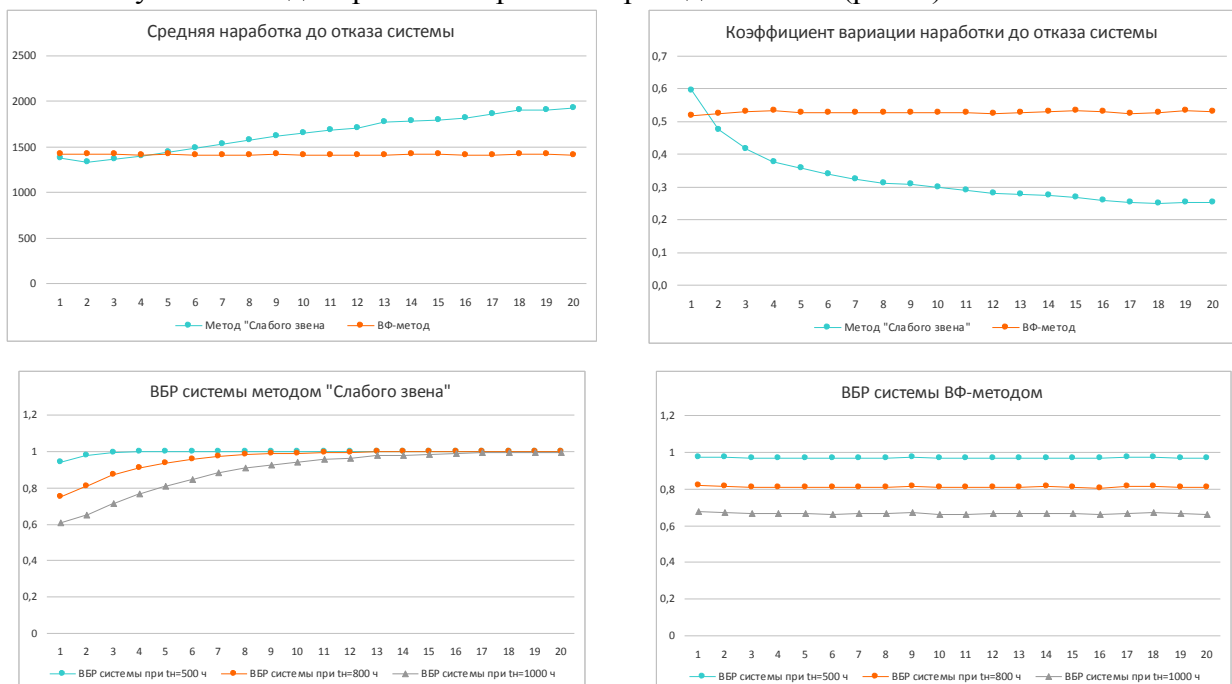 Средняя наработка до отказа системы
2500
2000
1500
1000
500
0
1 2 3 4 5 6 7 8 9 10 11 12 13 14 15 16 17 18 19 20
Метод "Слабого звена ВФ-метод
Коэффициент вариации наработки до отказа системы
0,7
0,6
0,5
0,4
0,3
0,2
0,1
0,0
1 2 3 4 5 6 7 8 9 10 11 12 13 14 15 16 17 18 19 20
Метод "Слабого звена" ВФ-метод
ВБР системы методом "Слабого звена"
1,2
1
0,8
0,6
0,4
0,2
0
1 2 3 4 5 6 7 8 9 10 11 12 13 14 15 16 17 18 19 20
ВБР системы при tн=500 ч ВБР системы при tн=800 ч ВБР системы при tн=1000 ч
ВБР системы ВФ-методом
1,2
1
0,8
0,6
0,4
0,2
0
1 2 3 4 5 6 7 8 9 10 11 12 13 14 15 16 17 18 19 20
ВБР системы при tн=500 ч ВБР системы при tн=800 ч ВБР системы при tн=1000 ч